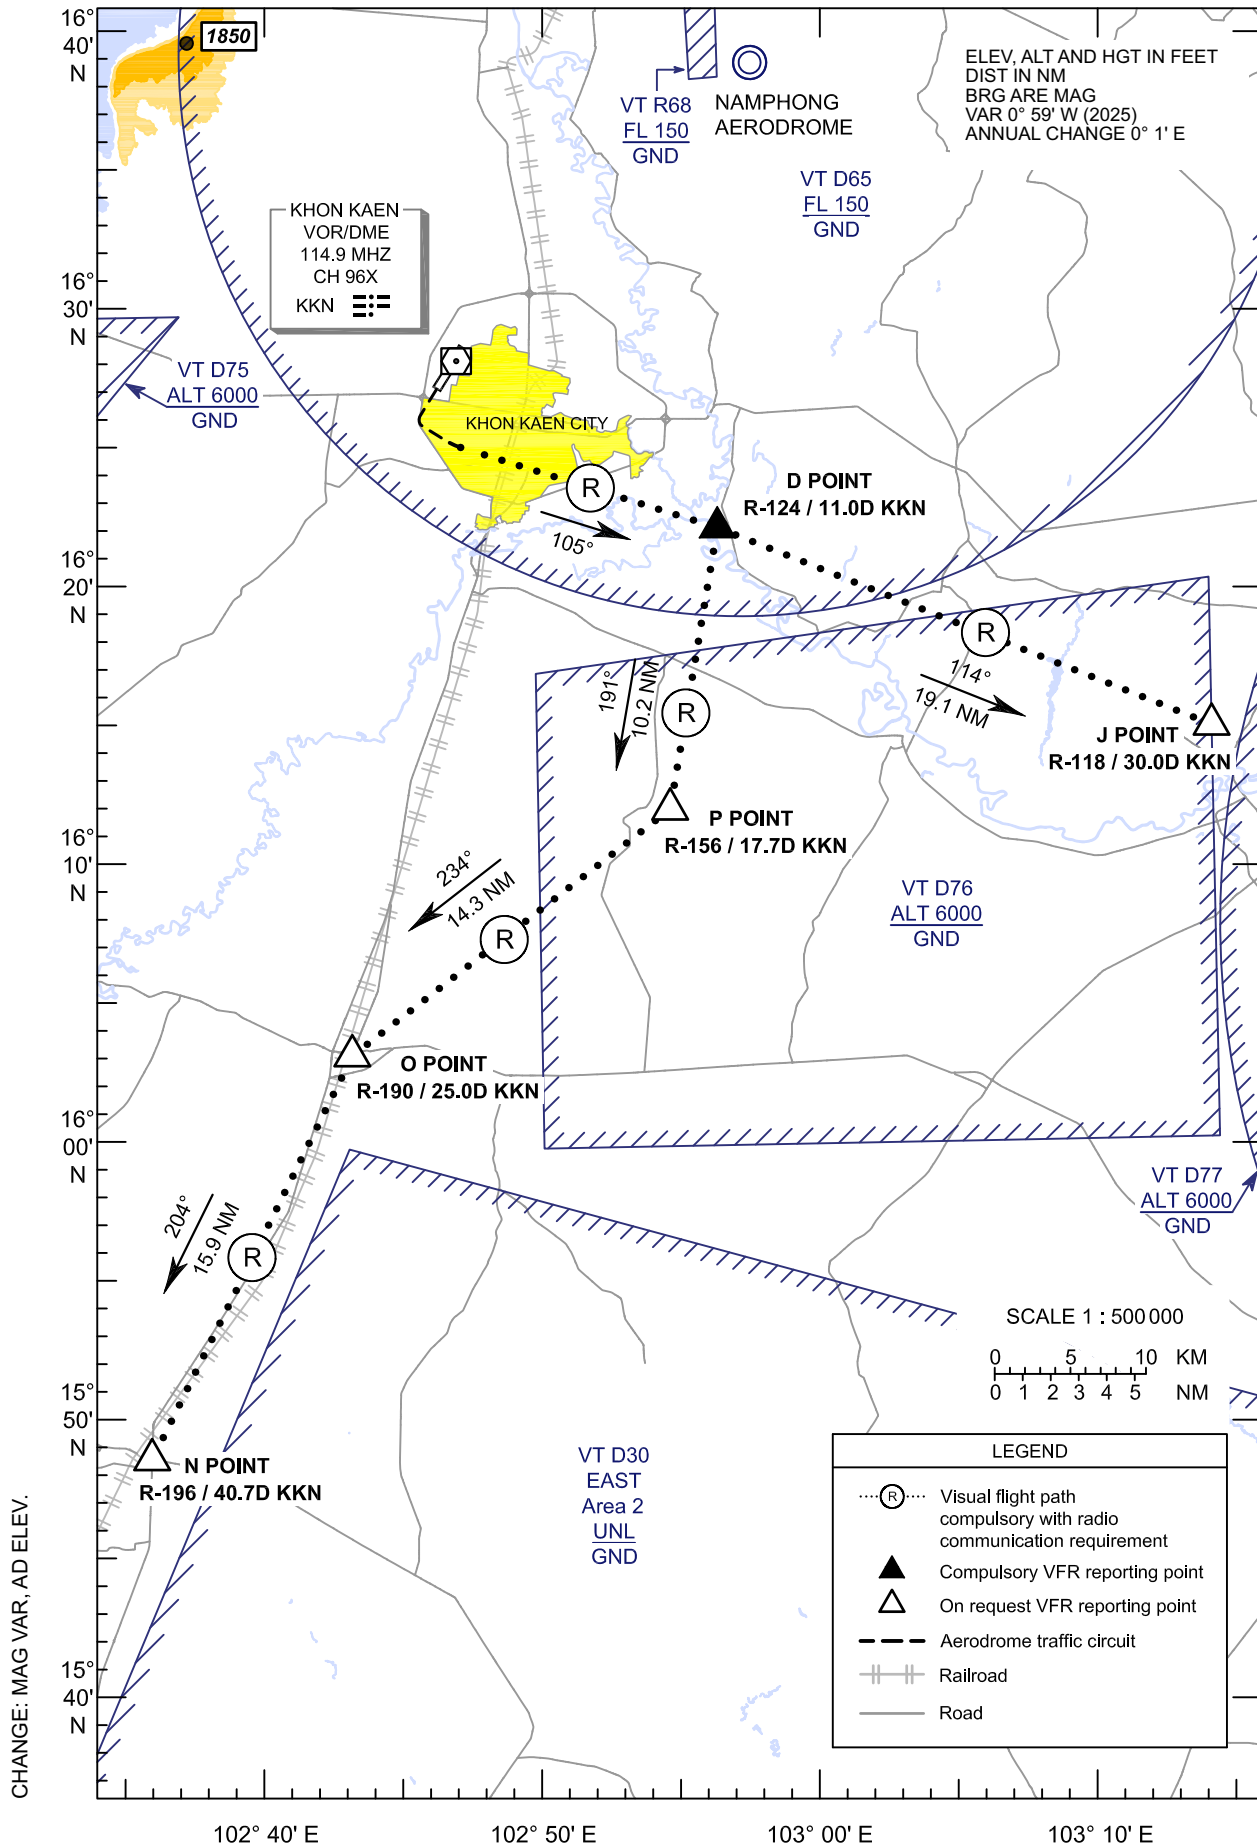 16°
40'
N
1850
VT R68
FL 150
GND
NAMPHONG
AERODROME
ELEV, ALT AND HGT IN FEET
DIST IN NM
BRG ARE MAG
VAR 0° 59' W (2025)
ANNUAL CHANGE 0° 1' E
VT D65
FL 150
GND
KHON KAEN
VOR/DME
114.9 MHZ
CH 96X
KKN
16°
30'
N
VT D75
ALT 6000
GND
KHON KAEN CITY
R
D POINT
R-124 / 11.0D KKN
105°
16°
20'
N
R
114°
19.1 NM
191°
10.2 NM
R
J POINT
R-118 / 30.0D KKN
P POINT
R-156 / 17.7D KKN
16°
10'
N
234°
14.3 NM
R
VT D76
ALT 6000
GND
O POINT
R-190 / 25.0D KKN
16°
00'
N
VT D77
ALT 6000
GND
204°
15.9 NM
R
SCALE 1 : 500 000
0 5 10 KM
0 1 2 3 4 5 NM
15°
50'
N
N POINT
R-196 / 40.7D KKN
VT D30
EAST
Area 2
UNL
GND
LEGEND
R
Visual flight path
compulsory with radio
communication requirement
Compulsory VFR reporting point
On request VFR reporting point
Aerodrome traffic circuit
Railroad
Road
15°
40'
N
CHANGE: MAG VAR, AD ELEV.
102° 40' E
102° 50' E
103° 00' E
103° 10' E